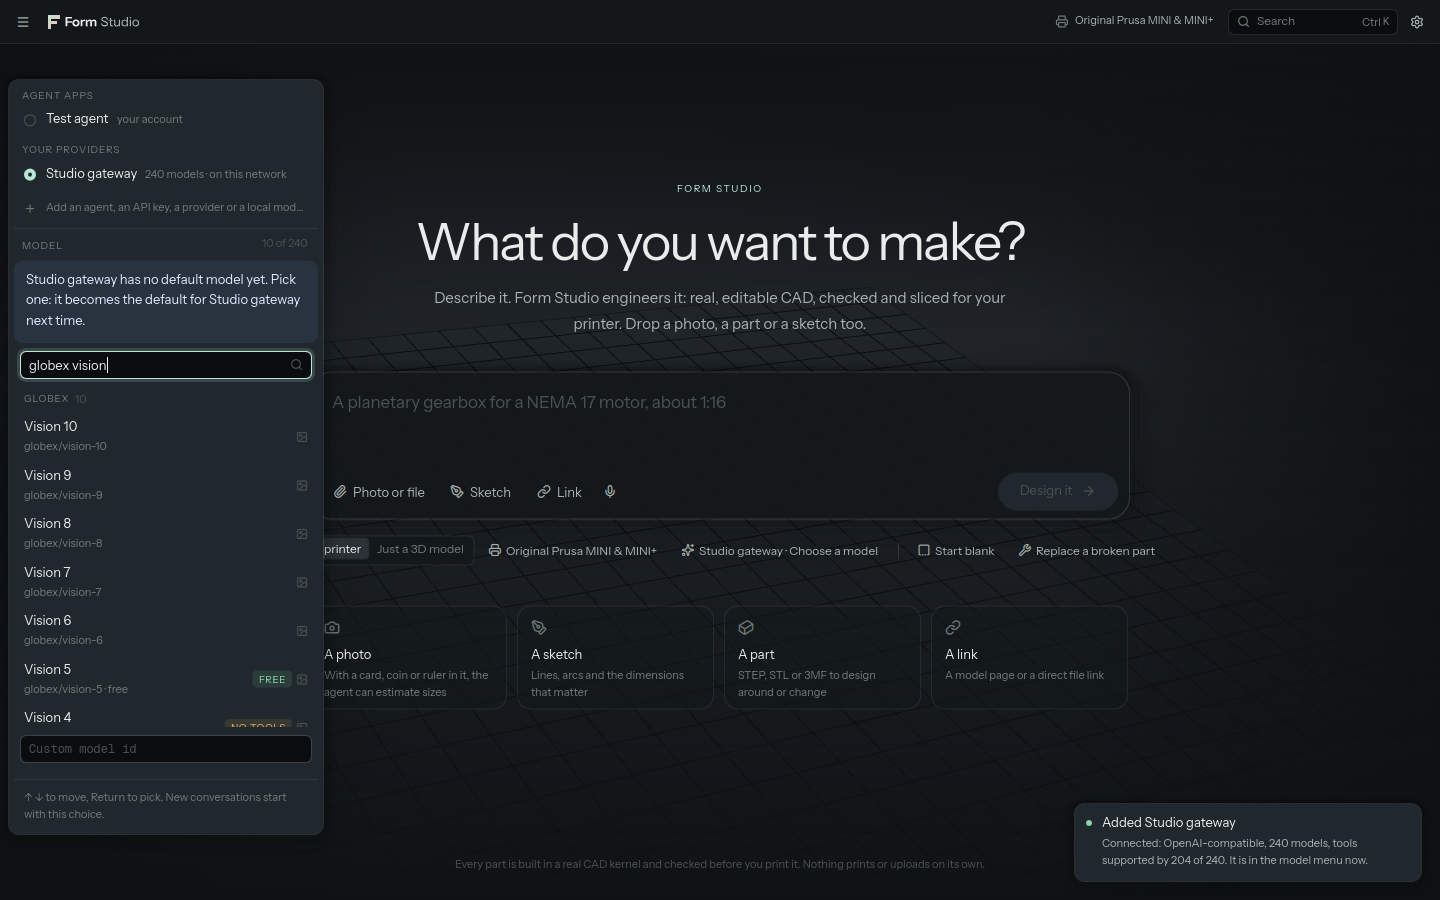 Form Studio
Original Prusa MINI & MINI+
Search
Ctrl K
AGENT APPS
Test agent your account
YOUR PROVIDERS
Studio gateway 240 models · on this network
Add an agent, an API key, a provider or a local mod...
MODEL
10 of 240
Studio gateway has no default model yet. Pick
one: it becomes the default for Studio gateway
next time.
globex vision
GLOBEX 10
Vision 10
globex/vision-10
Vision 9
globex/vision-9
Vision 8
globex/vision-8
Vision 7
globex/vision-7
Vision 6
globex/vision-6
Vision 5
globex/vision-5 · free
FREE
Vision 4
NO TOOLS
Custom model id
↑ ↓ to move, Return to pick. New conversations start
with this choice.
FORM STUDIO
What do you want to make?
Describe it. Form Studio engineers it: real, editable CAD, checked and sliced for your
printer. Drop a photo, a part or a sketch too.
A planetary gearbox for a NEMA 17 motor, about 1:16
Photo or file
Sketch
Link
Design it
printer
Just a 3D model
Original Prusa MINI & MINI+
Studio gateway · Choose a model
Start blank
Replace a broken part
A photo
With a card, coin or ruler in it, the
agent can estimate sizes
A sketch
Lines, arcs and the dimensions
that matter
A part
STEP, STL or 3MF to design
around or change
A link
A model page or a direct file link
Every part is built in a real CAD kernel and checked before you print it. Nothing prints or uploads on its own.
Added Studio gateway
Connected: OpenAI-compatible, 240 models, tools
supported by 204 of 240. It is in the model menu now.